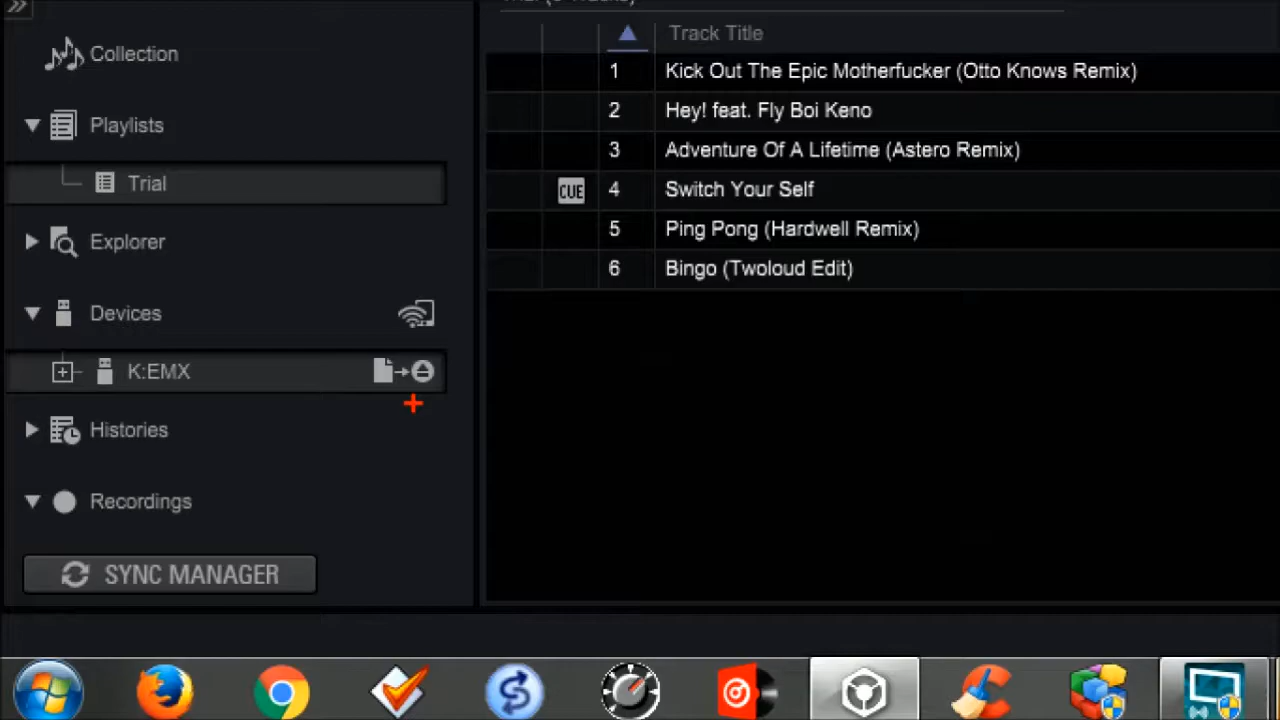 Collection
Playlists
Trial
Explorer
Devices
K:EMX
Histories
Recordings
SYNC MANAGER
Track Title
1 Kick Out The Epic Motherfucker (Otto Knows Remix)
2 Hey! feat. Fly Boi Keno
3 Adventure Of A Lifetime (Astero Remix)
CUE 4 Switch Your Self
5 Ping Pong (Hardwell Remix)
6 Bingo (Twoloud Edit)